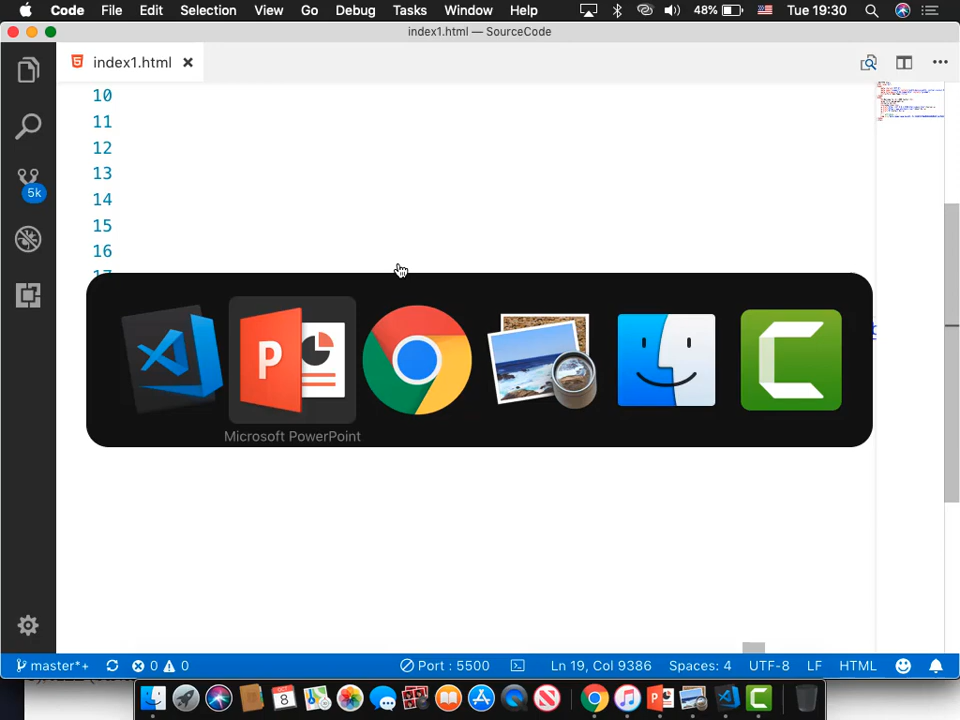 Code File Edit Selection View Go Debug Tasks Window Help 48% Tue 19:30
index1.html — SourceCode
index1.html
10
11
12
13
14
15
16
17
5k
P
Microsoft PowerPoint
master*+ 0 0 Port : 5500 Ln 19, Col 9386 Spaces: 4 UTF-8 LF HTML
8